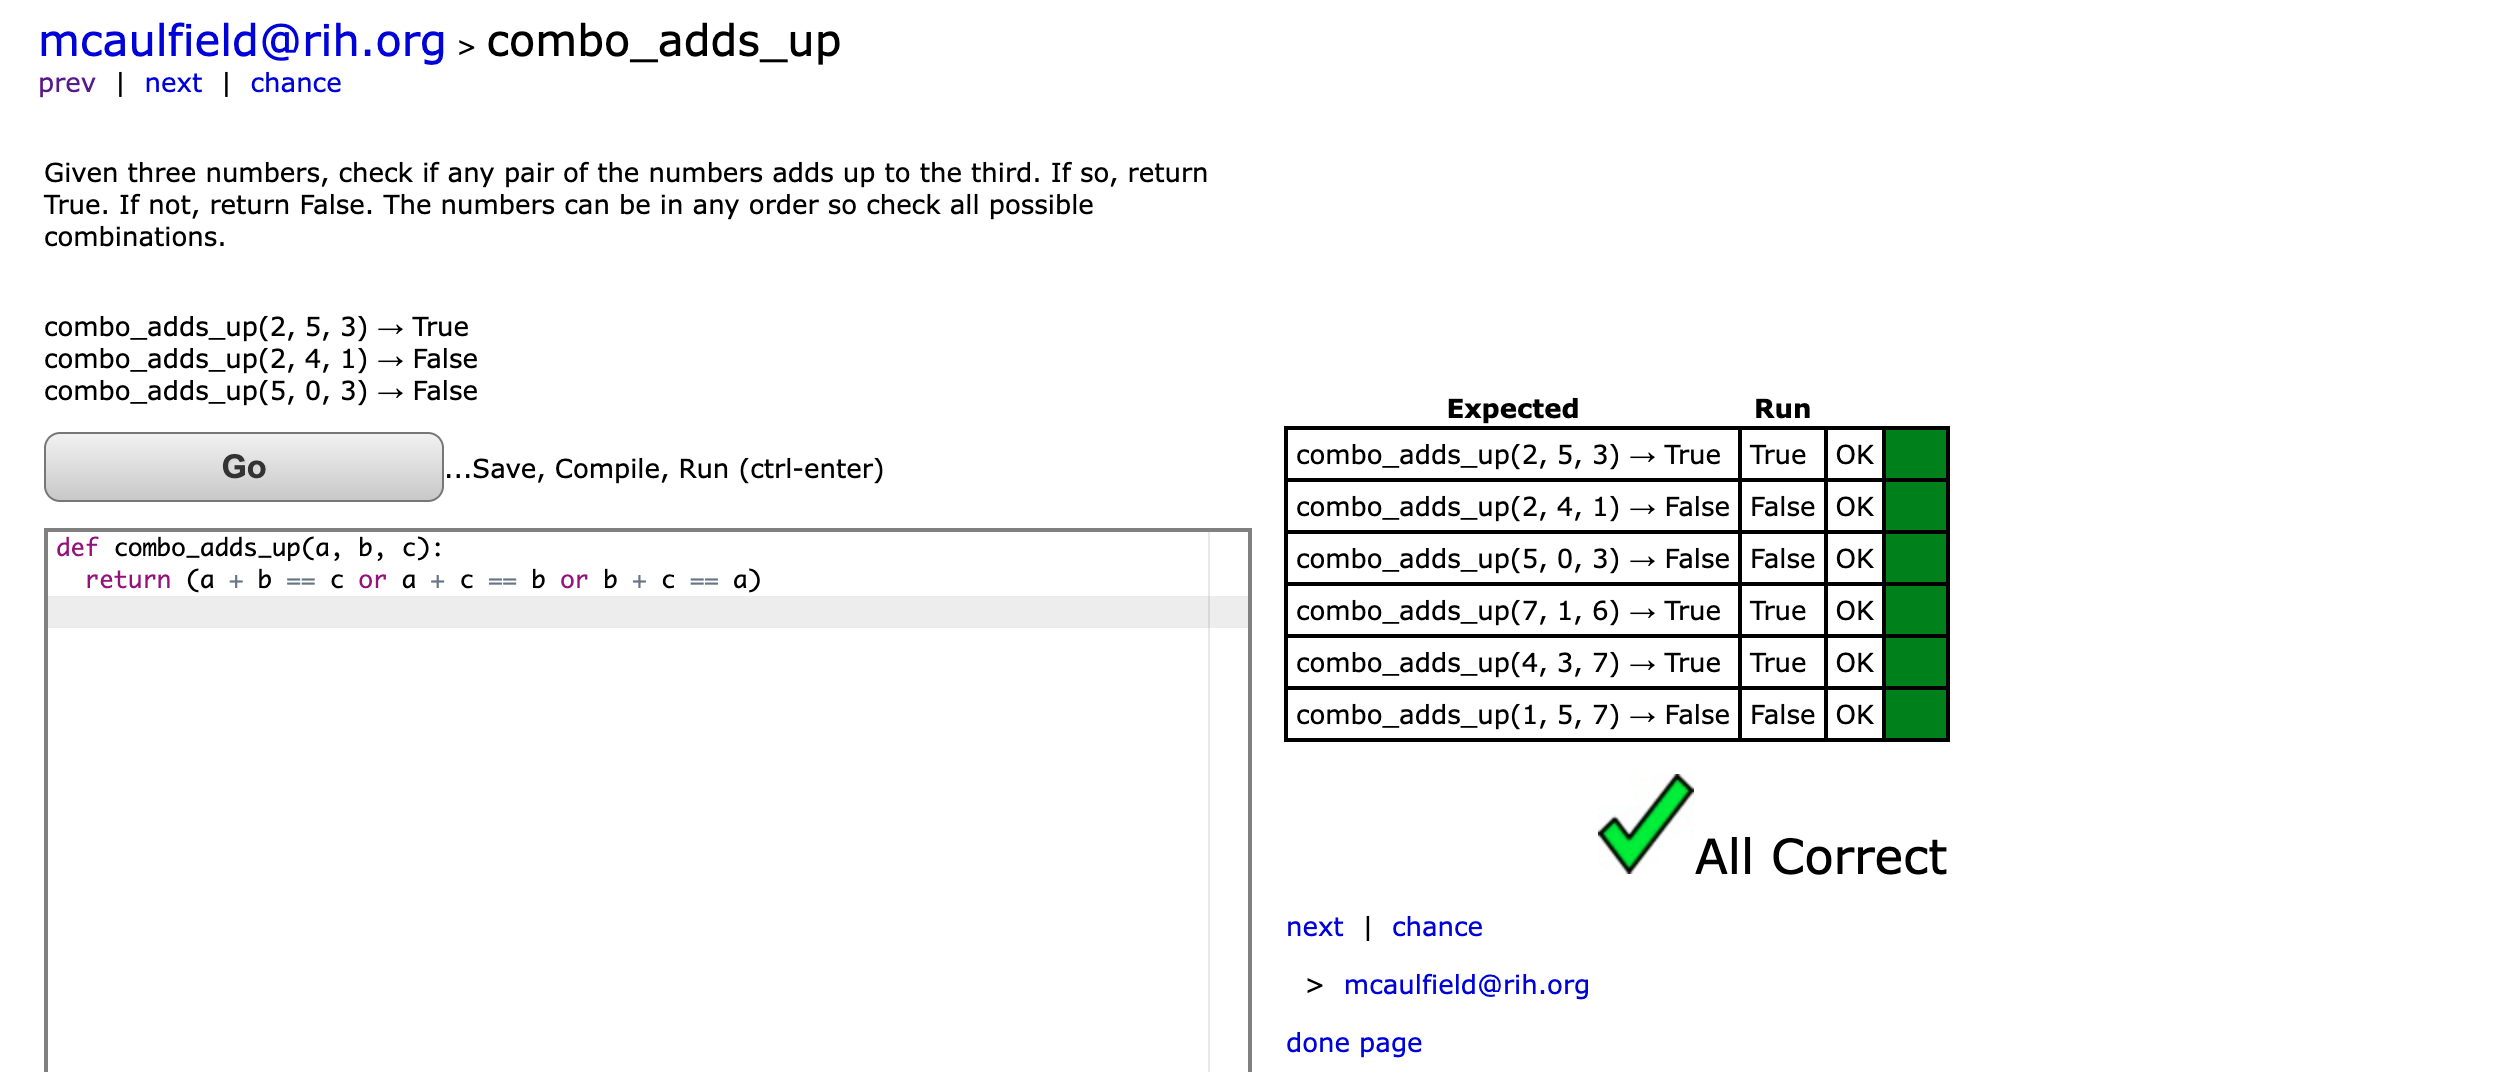 mcaulfield@rih.org > combo_adds_up
prev | next | chance
Given three numbers, check if any pair of the numbers adds up to the third. If so, return
True. If not, return False. The numbers can be in any order so check all possible
combinations.
combo_adds_up(2, 5, 3) → True
combo_adds_up(2, 4, 1) → False
combo_adds_up(5, 0, 3) → False
Go ...Save, Compile, Run (ctrl-enter)
def combo_adds_up(a, b, c):
  return (a + b == c or a + c == b or b + c == a)
Expected Run
combo_adds_up(2, 5, 3) → True True OK
combo_adds_up(2, 4, 1) → False False OK
combo_adds_up(5, 0, 3) → False False OK
combo_adds_up(7, 1, 6) → True True OK
combo_adds_up(4, 3, 7) → True True OK
combo_adds_up(1, 5, 7) → False False OK
All Correct
next | chance
> mcaulfield@rih.org
done page